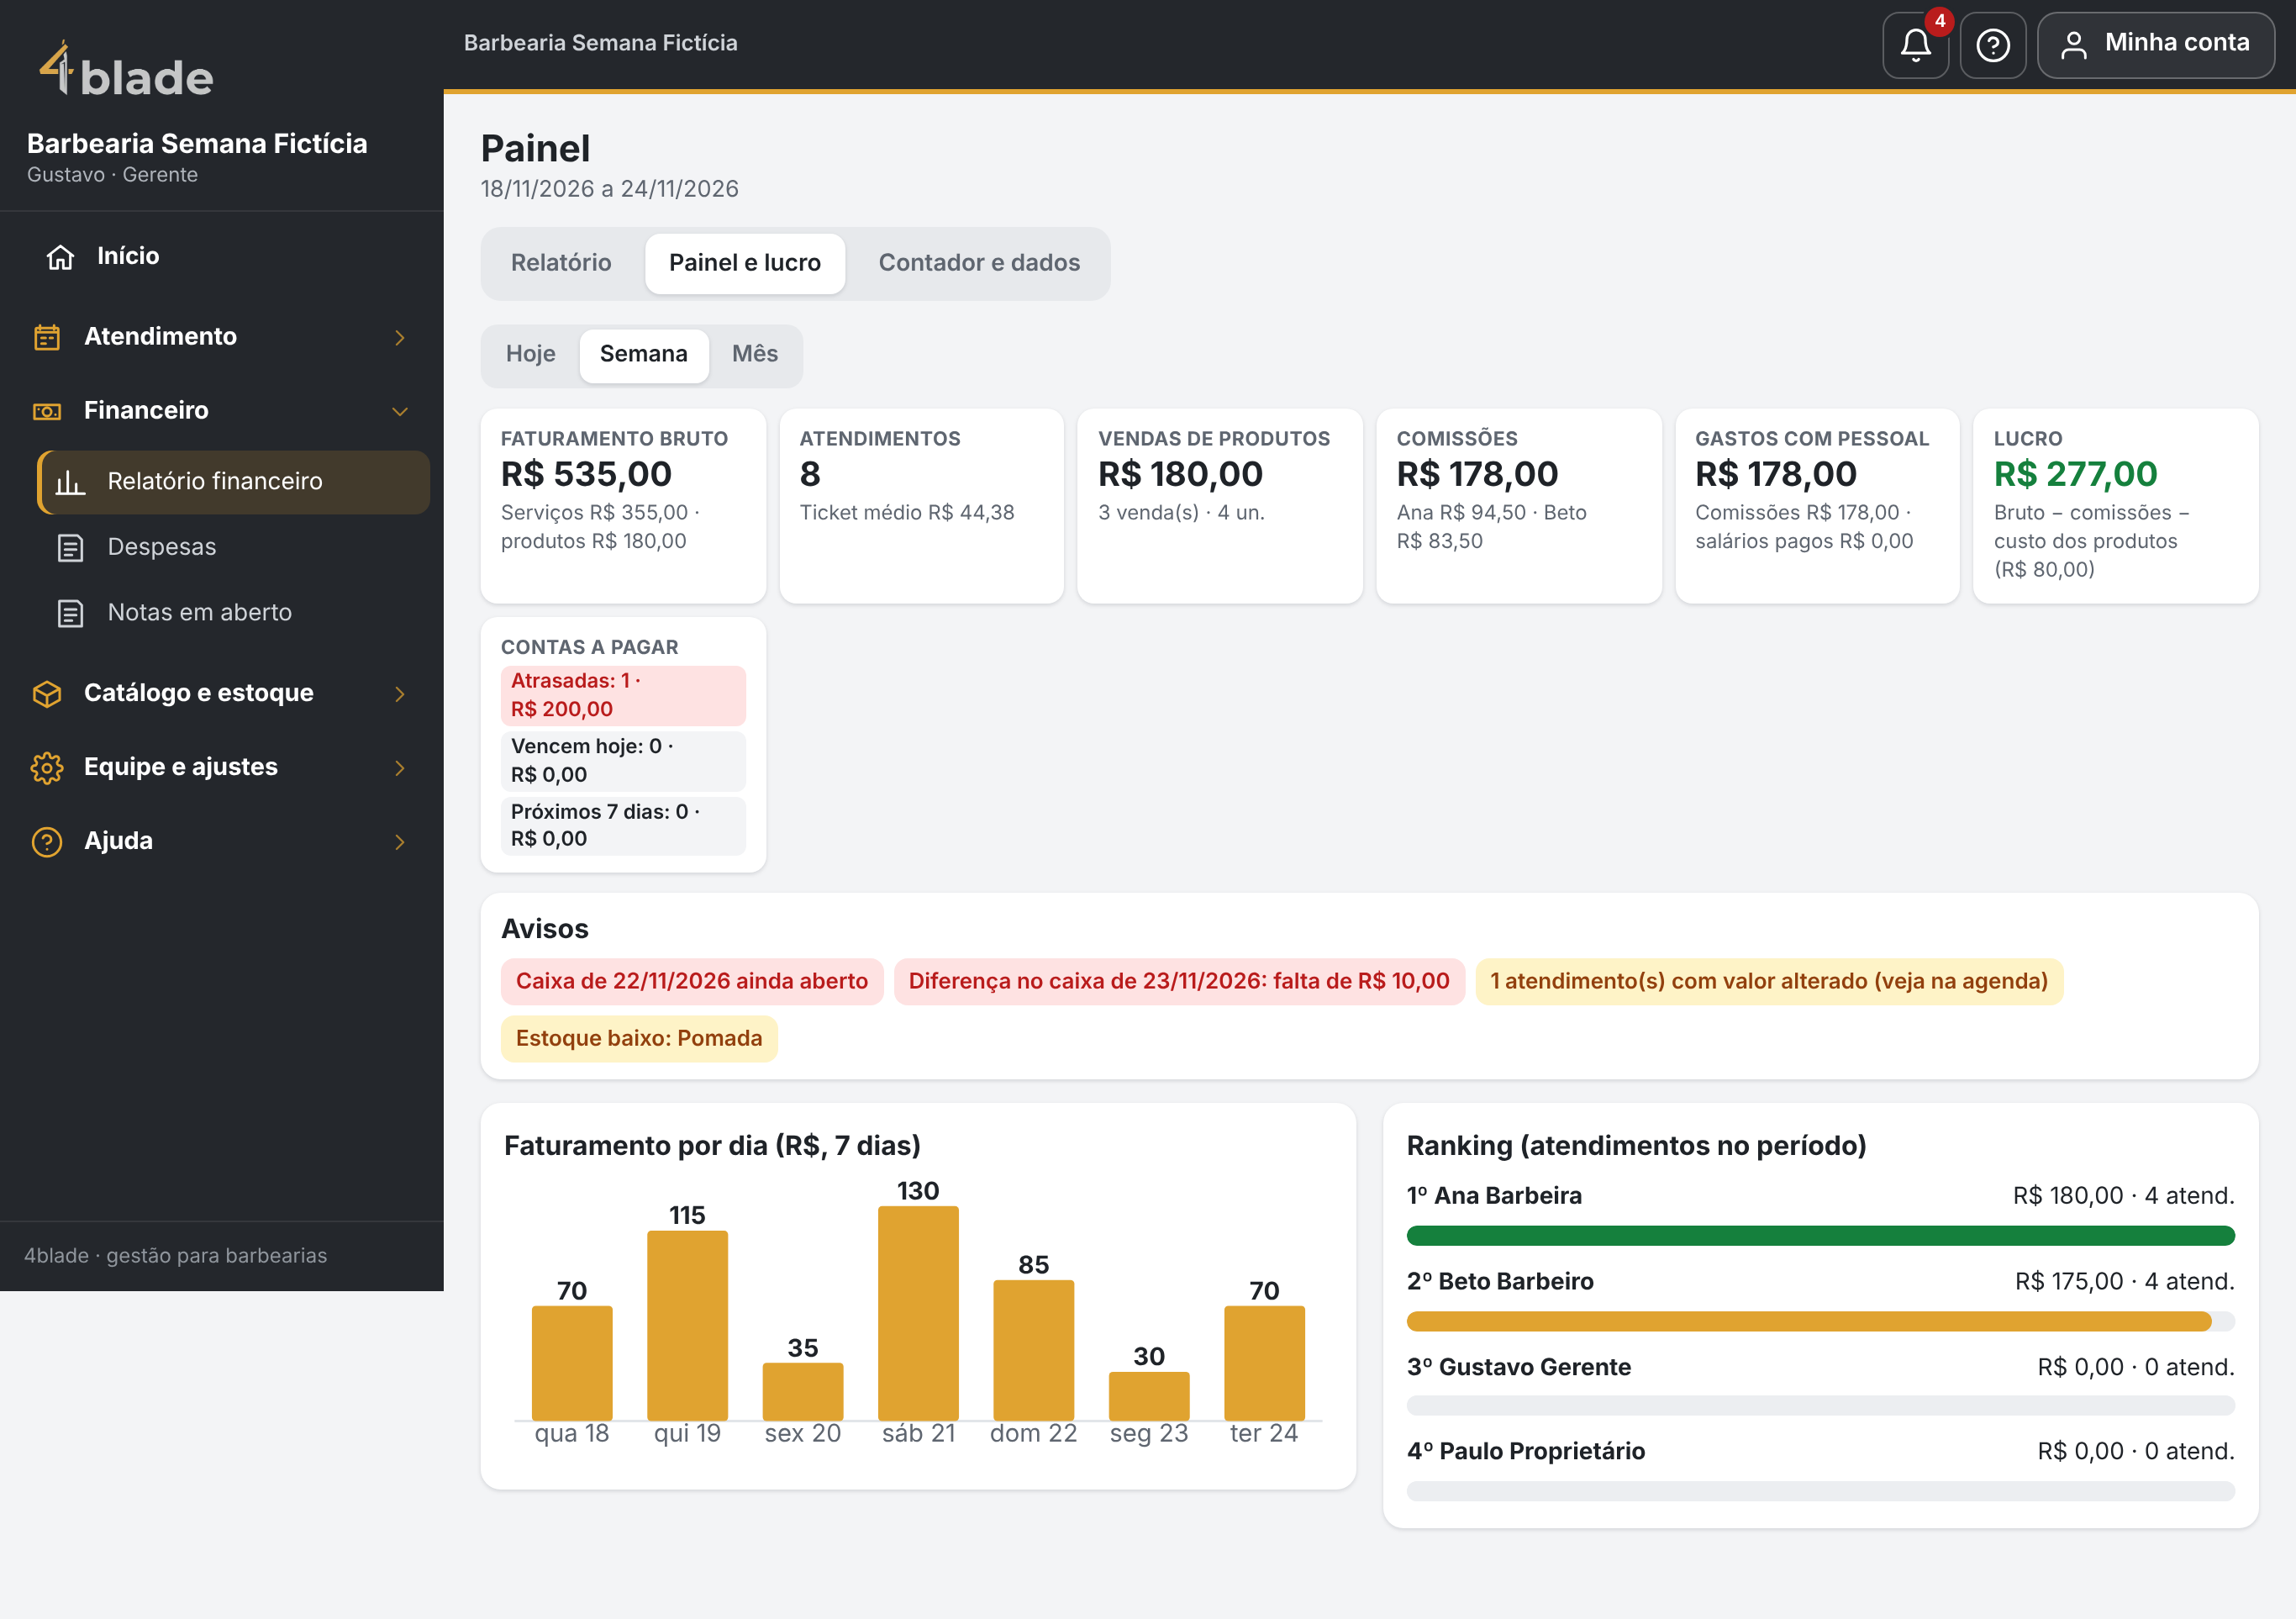 4blade
Barbearia Semana Fictícia
Gustavo · Gerente
Início
Atendimento
Financeiro
Relatório financeiro
Despesas
Notas em aberto
Catálogo e estoque
Equipe e ajustes
Ajuda
4blade · gestão para barbearias
Barbearia Semana Fictícia
4
Minha conta
Painel
18/11/2026 a 24/11/2026
Relatório Painel e lucro Contador e dados
Hoje Semana Mês
FATURAMENTO BRUTO
R$ 535,00
Serviços R$ 355,00 ·
produtos R$ 180,00
ATENDIMENTOS
8
Ticket médio R$ 44,38
VENDAS DE PRODUTOS
R$ 180,00
3 venda(s) · 4 un.
COMISSÕES
R$ 178,00
Ana R$ 94,50 · Beto
R$ 83,50
GASTOS COM PESSOAL
R$ 178,00
Comissões R$ 178,00 ·
salários pagos R$ 0,00
LUCRO
R$ 277,00
Bruto − comissões −
custo dos produtos
(R$ 80,00)
CONTAS A PAGAR
Atrasadas: 1 ·
R$ 200,00
Vencem hoje: 0 ·
R$ 0,00
Próximos 7 dias: 0 ·
R$ 0,00
Avisos
Caixa de 22/11/2026 ainda aberto
Diferença no caixa de 23/11/2026: falta de R$ 10,00
1 atendimento(s) com valor alterado (veja na agenda)
Estoque baixo: Pomada
Faturamento por dia (R$, 7 dias)
70 115 35 130 85 30 70
qua 18 qui 19 sex 20 sáb 21 dom 22 seg 23 ter 24
Ranking (atendimentos no período)
1º Ana Barbeira R$ 180,00 · 4 atend.
2º Beto Barbeiro R$ 175,00 · 4 atend.
3º Gustavo Gerente R$ 0,00 · 0 atend.
4º Paulo Proprietário R$ 0,00 · 0 atend.